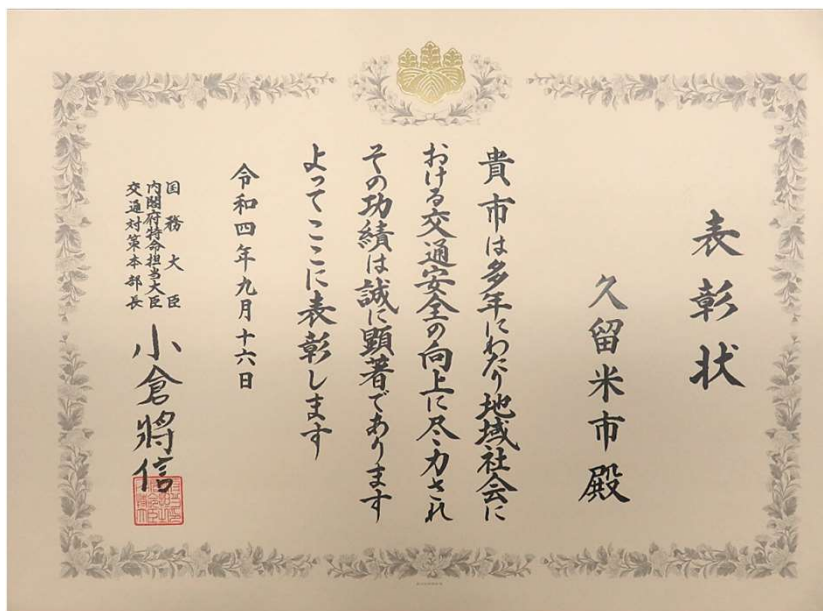 表彰状
久留米市殿
貴市は多年にわたり地域社会に
おける交通安全の向上に尽力され
その功績は誠に顕著であります
よってここに表彰します
令和四年九月十六日
国務大臣
内閣府特命担当大臣
交通対策本部長
小倉將信